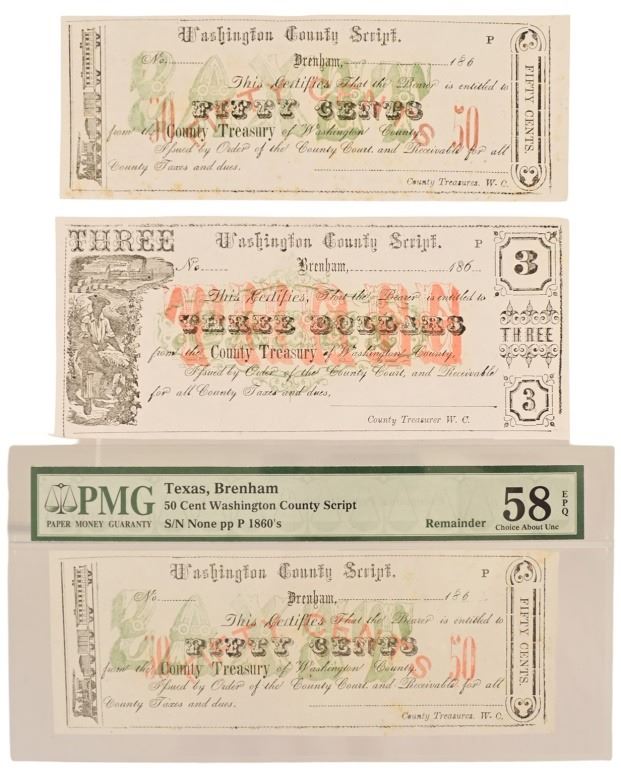 Washington County Script.
P
No. Brenham, 186
This Certifies That the Bearer is entitled to
FIFTY CENTS
from the County Treasury of Washington County.
50 50
Issued by Order of the County Court, and Receivable for all
County Taxes and dues.
County Treasurer. W. C.
FIFTY CENTS.
THREE
Washington County Script.
P
No. Brenham, 186
This Certifies, That the Bearer is entitled to
THREE DOLLARS
from the County Treasury of Washington County.
Issued by Order of the County Court, and Receivable
for all County Taxes and dues,
County Treasurer W. C.
3
THREE
3
PMG
PAPER MONEY GUARANTY
Texas, Brenham
50 Cent Washington County Script
S/N None pp P 1860's
Remainder
58 EPQ
Choice About Unc
Washington County Script.
P
No. Brenham, 186
This Certifies That the Bearer is entitled to
FIFTY CENTS
from the County Treasury of Washington County.
50 50
Issued by Order of the County Court and Receivable for all
County Taxes and dues.
County Treasures. W. C.
FIFTY CENTS.